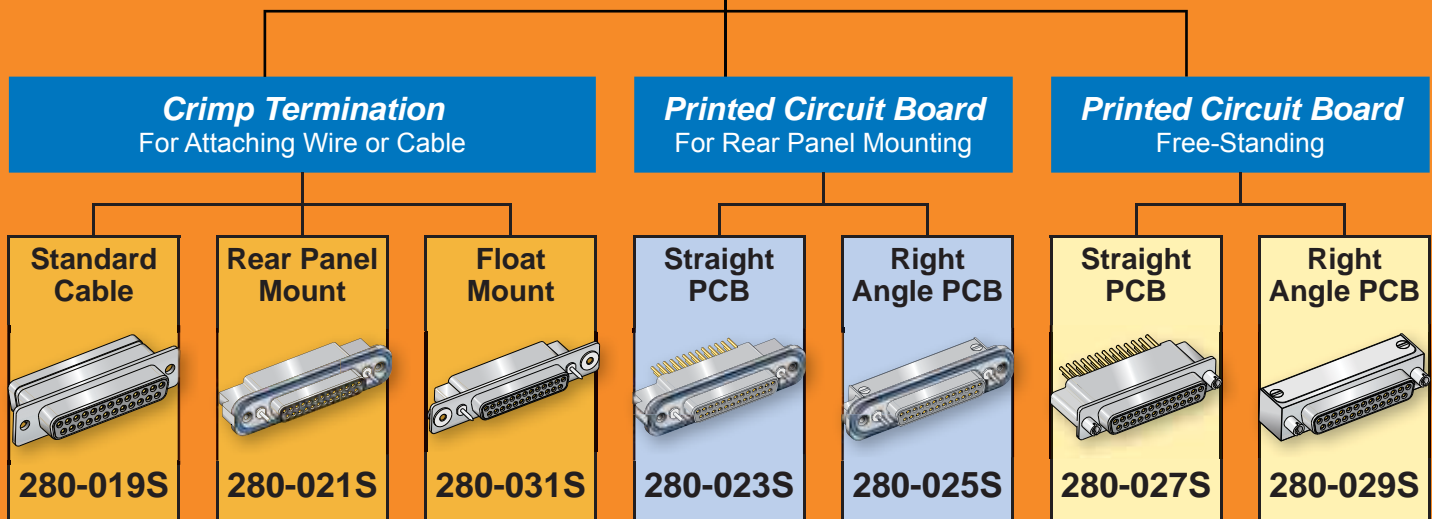 Crimp Termination
For Attaching Wire or Cable
Printed Circuit Board
For Rear Panel Mounting
Printed Circuit Board
Free-Standing
Standard
Cable
280-019S
Rear Panel
Mount
280-021S
Float
Mount
280-031S
Straight
PCB
280-023S
Right
Angle PCB
280-025S
Straight
PCB
280-027S
Right
Angle PCB
280-029S